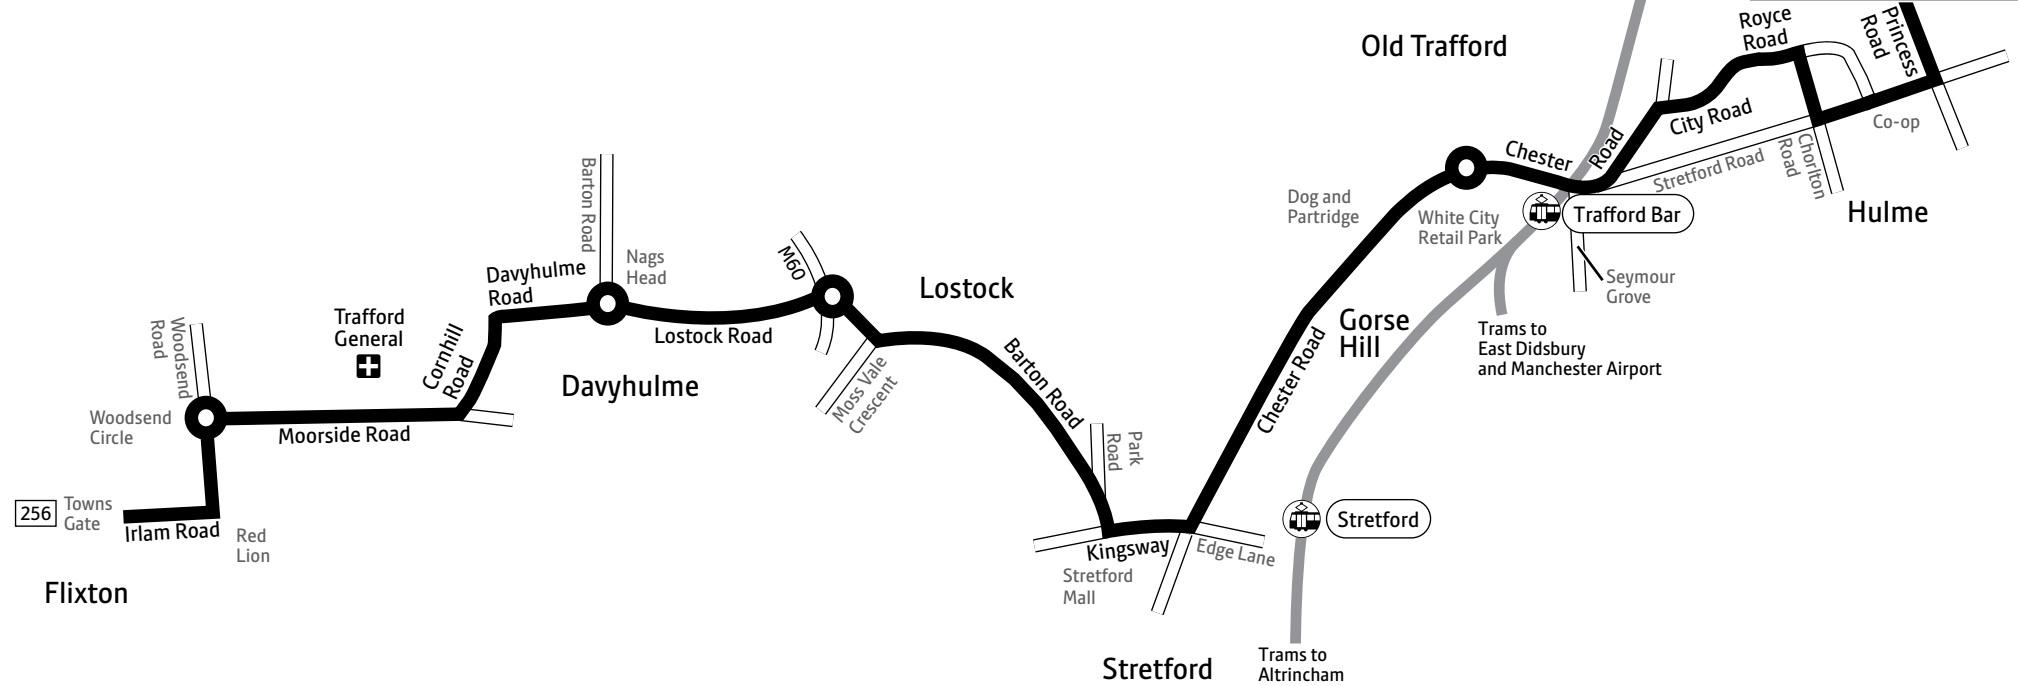 Old Trafford
Royce
Road
Princess
Road
City Road
Co-op
Chester
Road
Stretford Road
Chorlton
Road
Hulme
Dog and
Partridge
White City
Retail Park
Trafford Bar
Seymour
Grove
Trams to
East Didsbury
and Manchester Airport
Gorse
Hill
Chester Road
Barton Road
Nags
Head
Davyhulme
Road
M60
Lostock
Lostock Road
Trafford
General
Cornhill
Road
Davyhulme
Woodsend
Road
Woodsend
Circle
Moorside Road
Moss Vale
Crescent
Barton Road
Park
Road
256
Towns
Gate
Irlam Road
Red
Lion
Flixton
Kingsway
Edge Lane
Stretford
Mall
Stretford
Stretford
Trams to
Altrincham